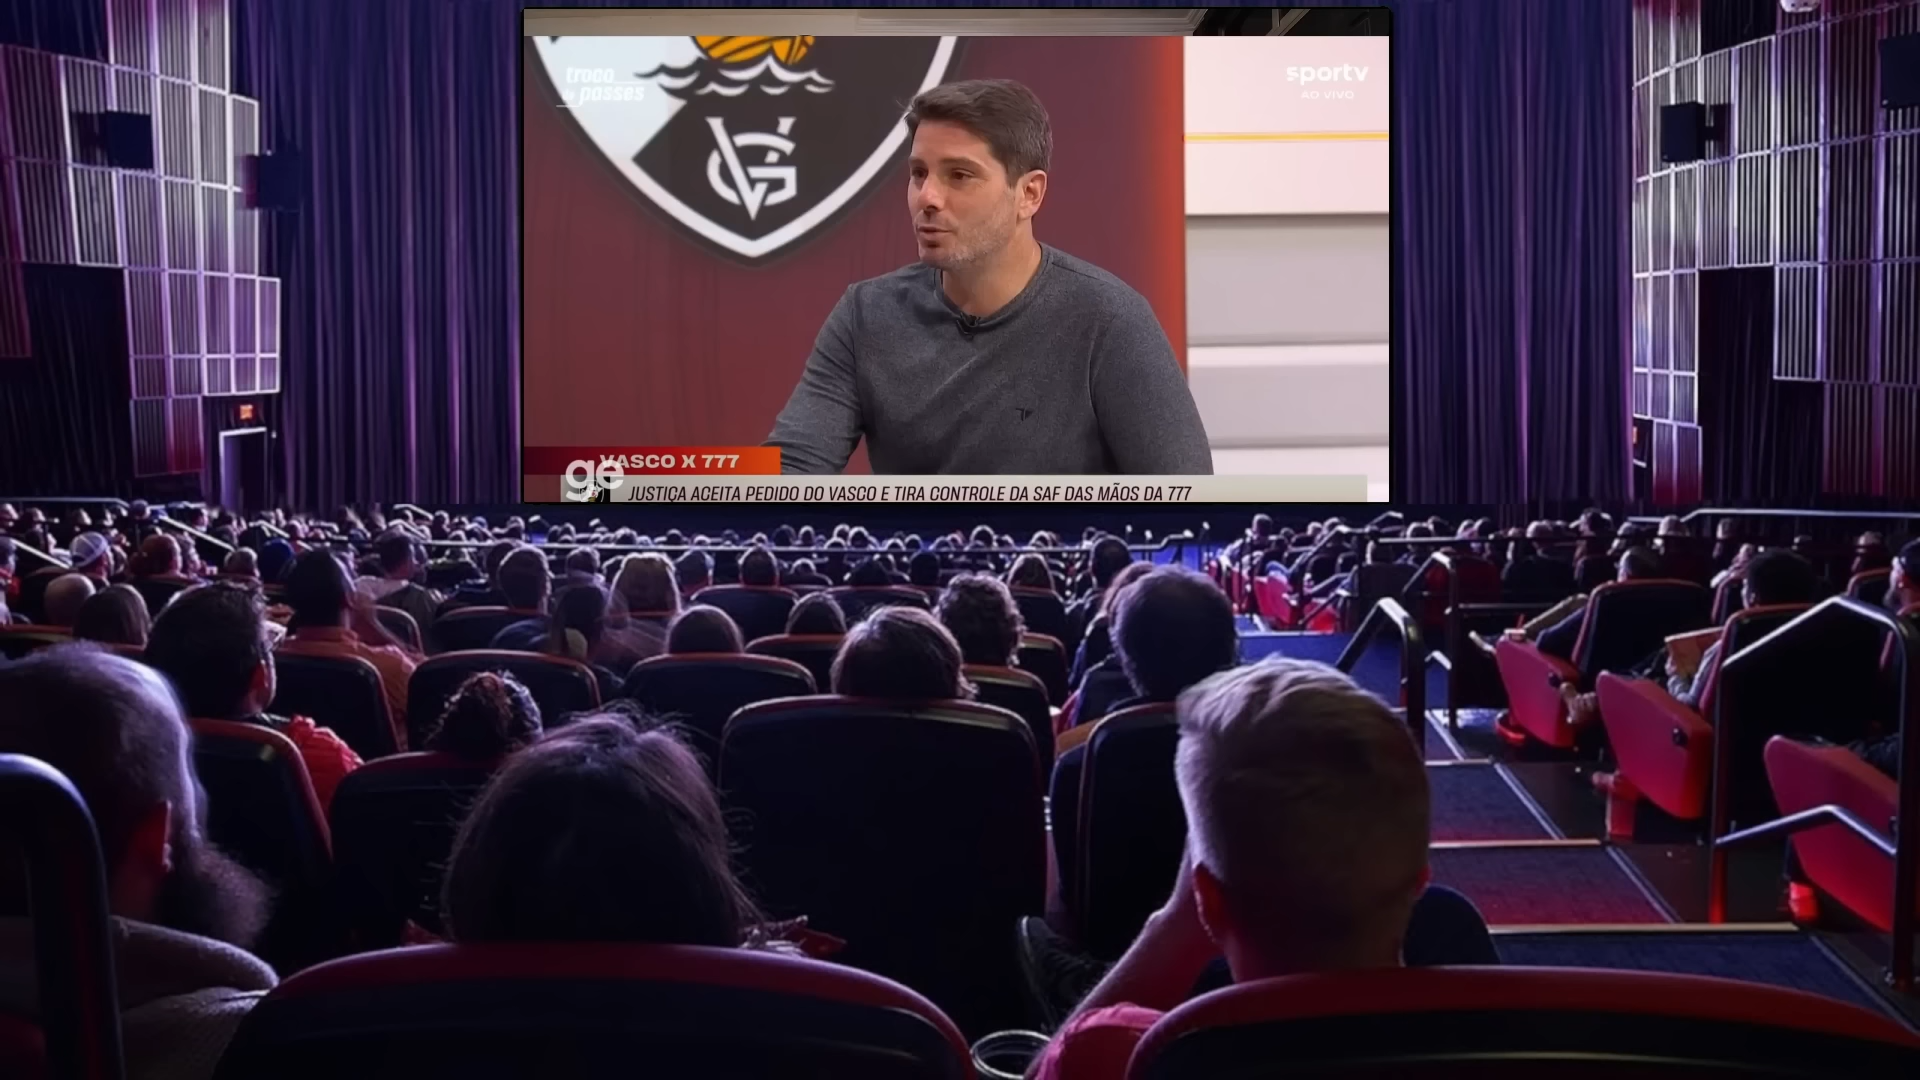 troca
de passes
sportv
AO VIVO
VG
VASCO X 777
ge
JUSTIÇA ACEITA PEDIDO DO VASCO E TIRA CONTROLE DA SAF DAS MÃOS DA 777